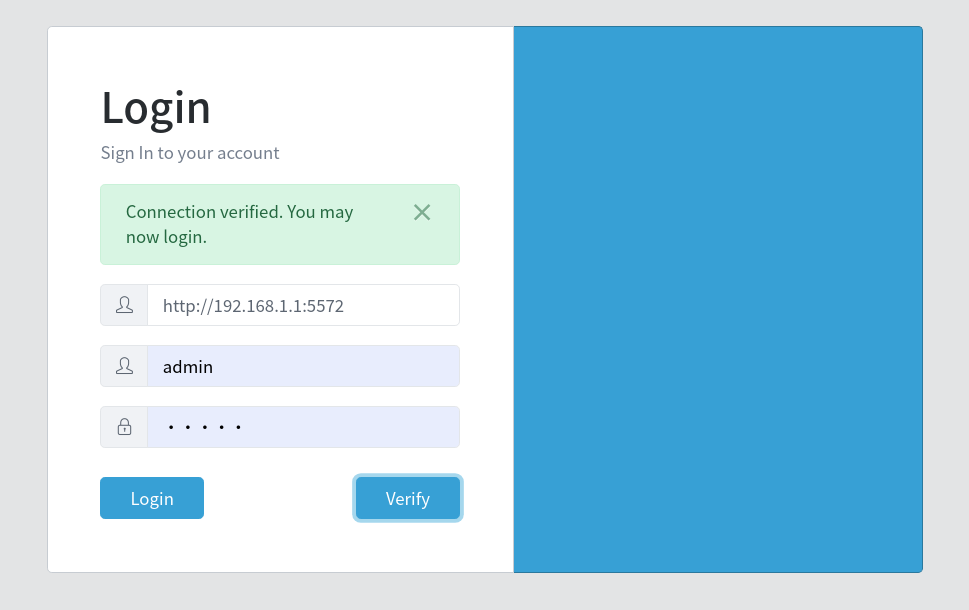 Login
Sign In to your account
Connection verified. You may
now login.
http://192.168.1.1:5572
admin
•••••
Login
Verify